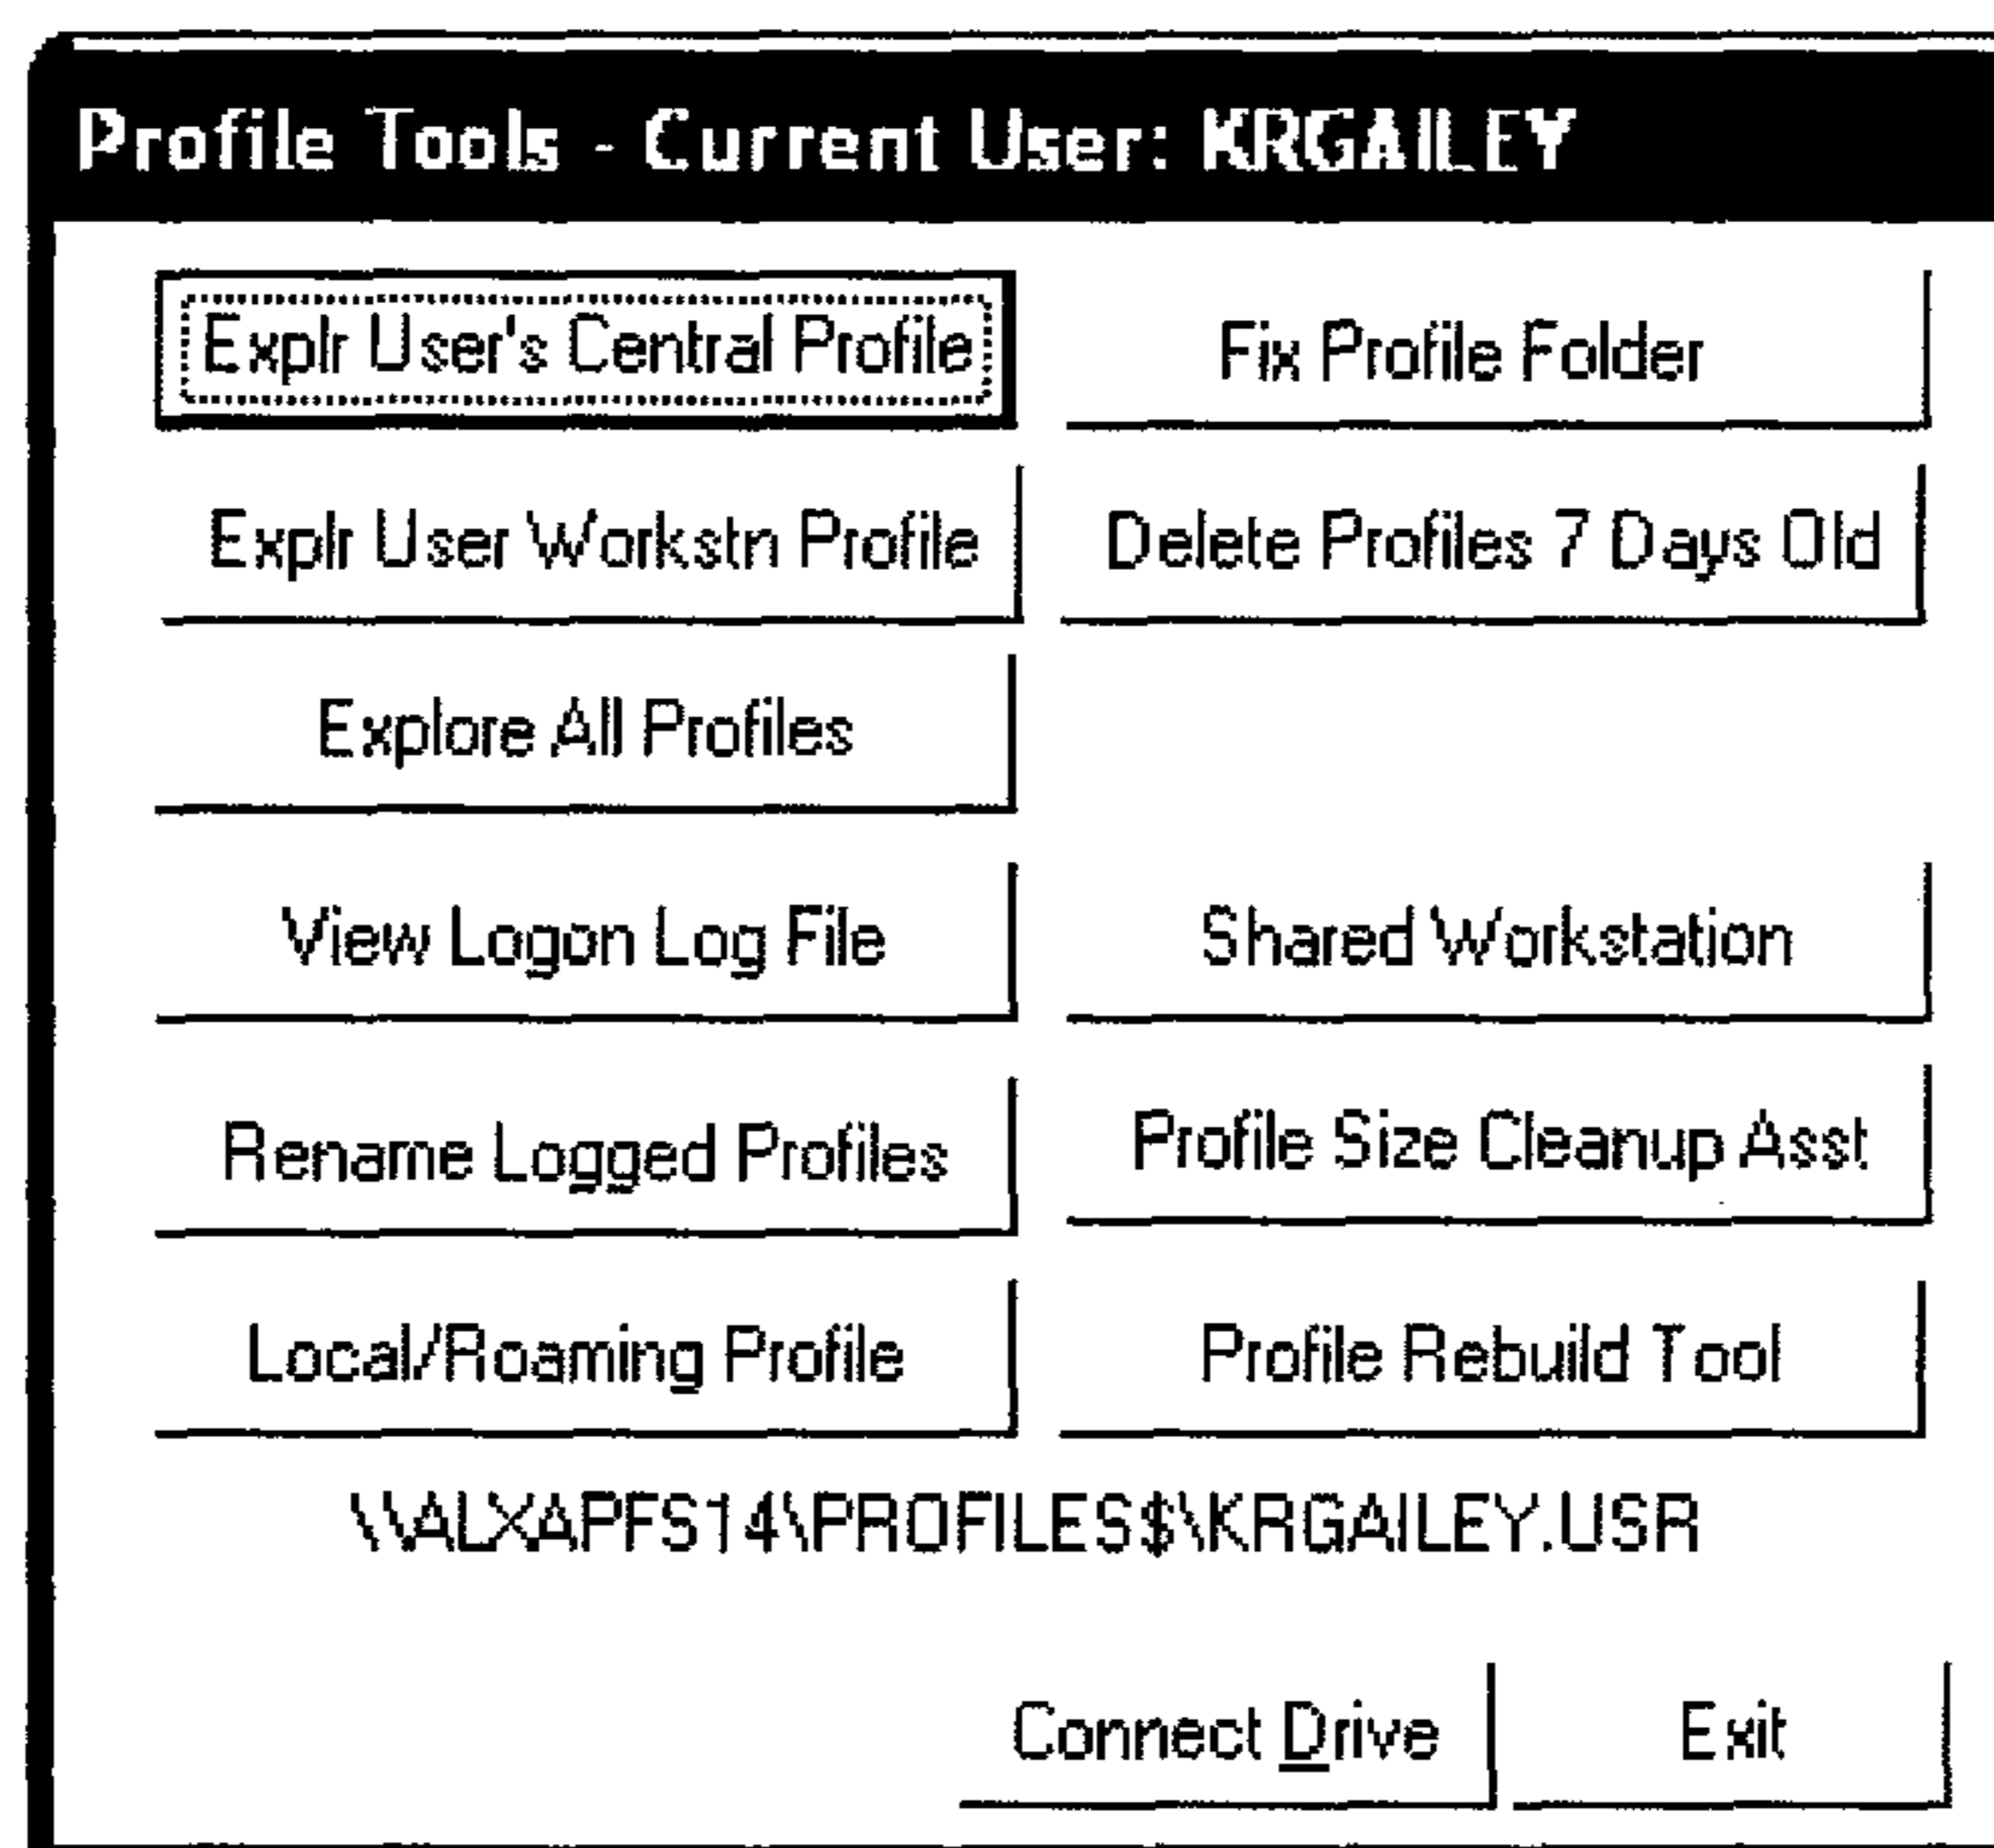 Profile Tools - Current User: KRGAILEY
Explr User's Central Profile
Fix Profile Folder
Explr User Workstn Profile
Delete Profiles 7 Days Old
Explore All Profiles
View Logon Log File
Shared Workstation
Rename Logged Profiles
Profile Size Cleanup Asst
Local/Roaming Profile
Profile Rebuild Tool
\\ALXAPFS14\PROFILES$\KRGAILEY.USR
Connect Drive
Exit